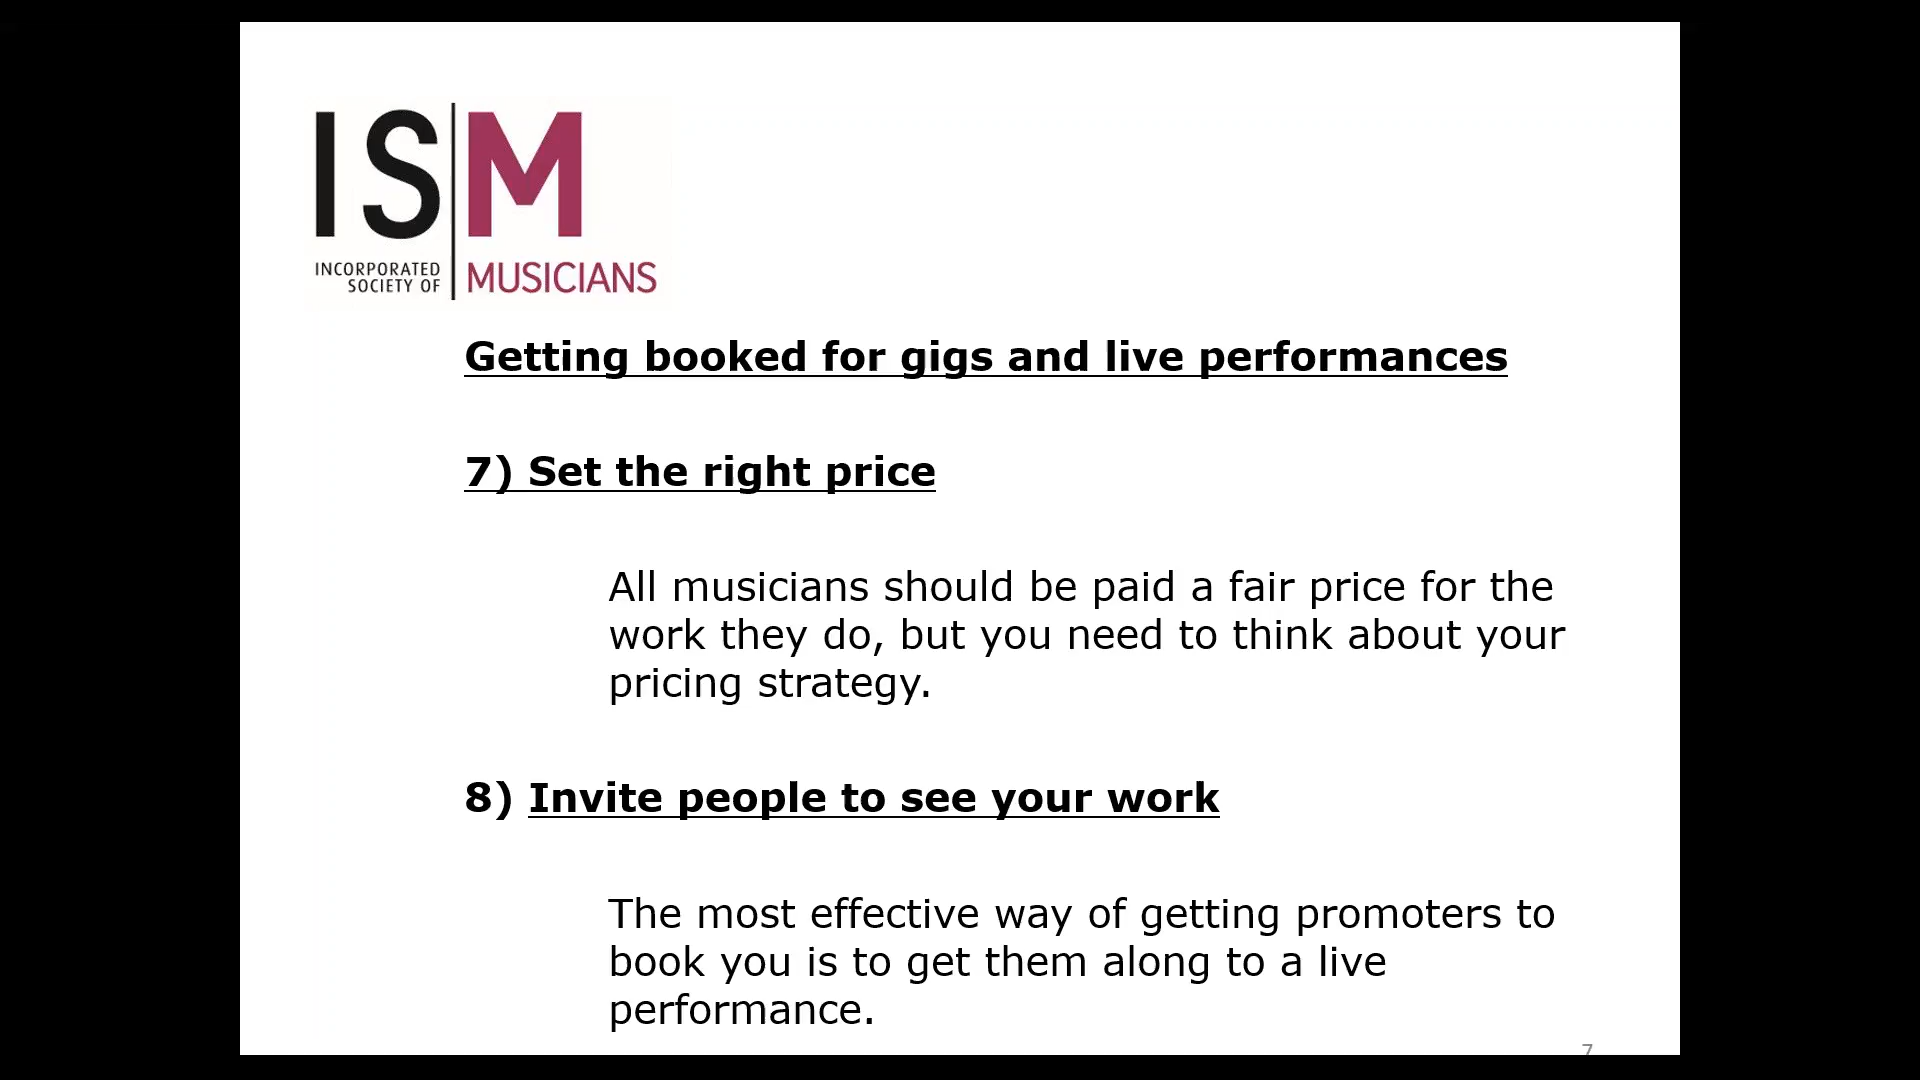 ISM
INCORPORATED
SOCIETY OF
MUSICIANS
Getting booked for gigs and live performances
7) Set the right price
All musicians should be paid a fair price for the
work they do, but you need to think about your
pricing strategy.
8) Invite people to see your work
The most effective way of getting promoters to
book you is to get them along to a live
performance.
7